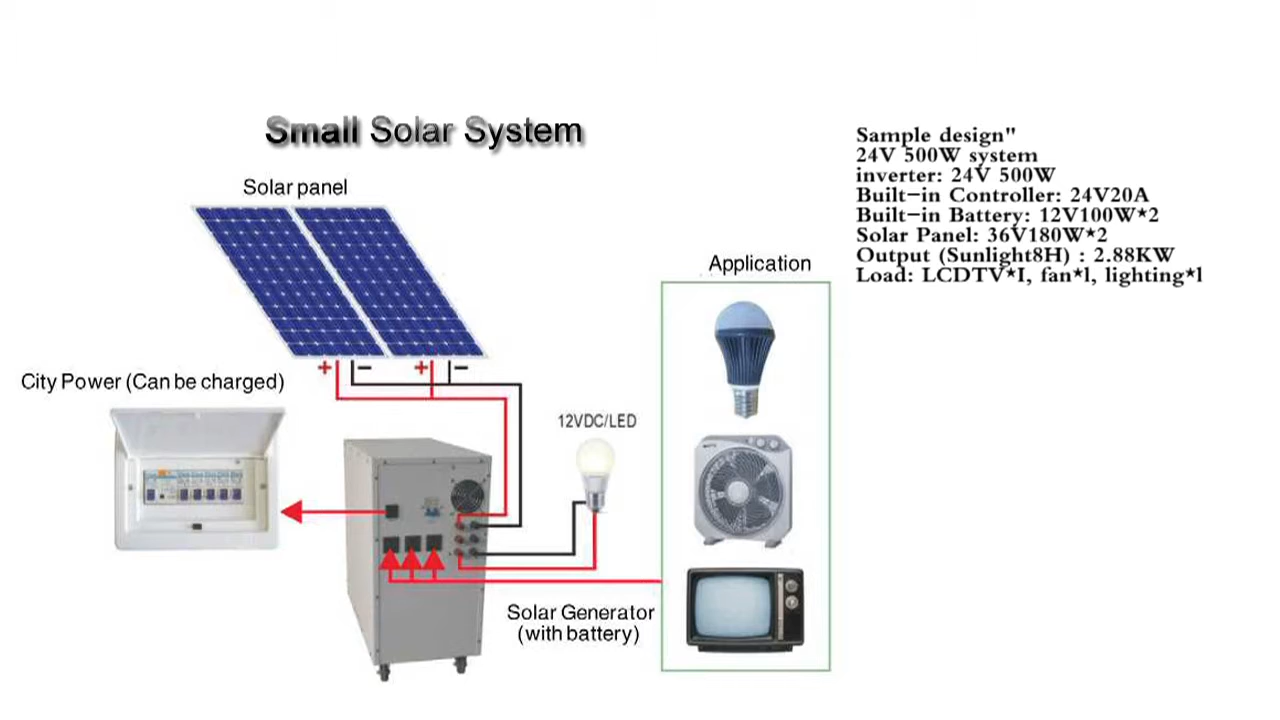 Small Solar System
Solar panel
+ − + −
City Power (Can be charged)
12VDC/LED
Solar Generator
(with battery)
Application
Sample design"
24V 500W system
inverter: 24V 500W
Built-in Controller: 24V20A
Built-in Battery: 12V100W*2
Solar Panel: 36V180W*2
Output (Sunlight8H) : 2.88KW
Load: LCDTV*I, fan*l, lighting*l